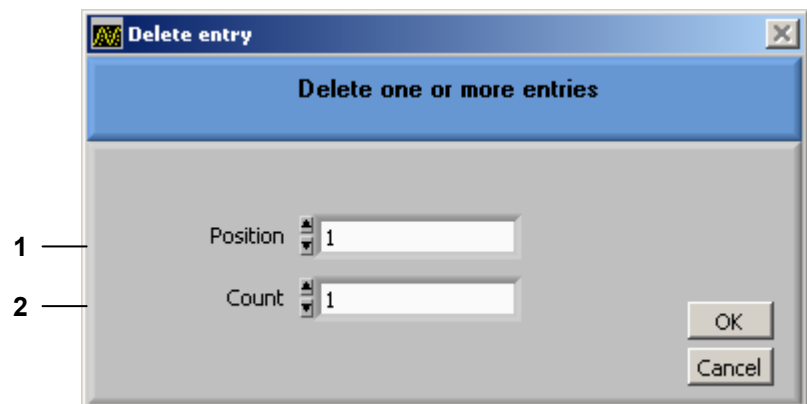 Delete entry
Delete one or more entries
1 Position 1
2 Count 1
OK
Cancel